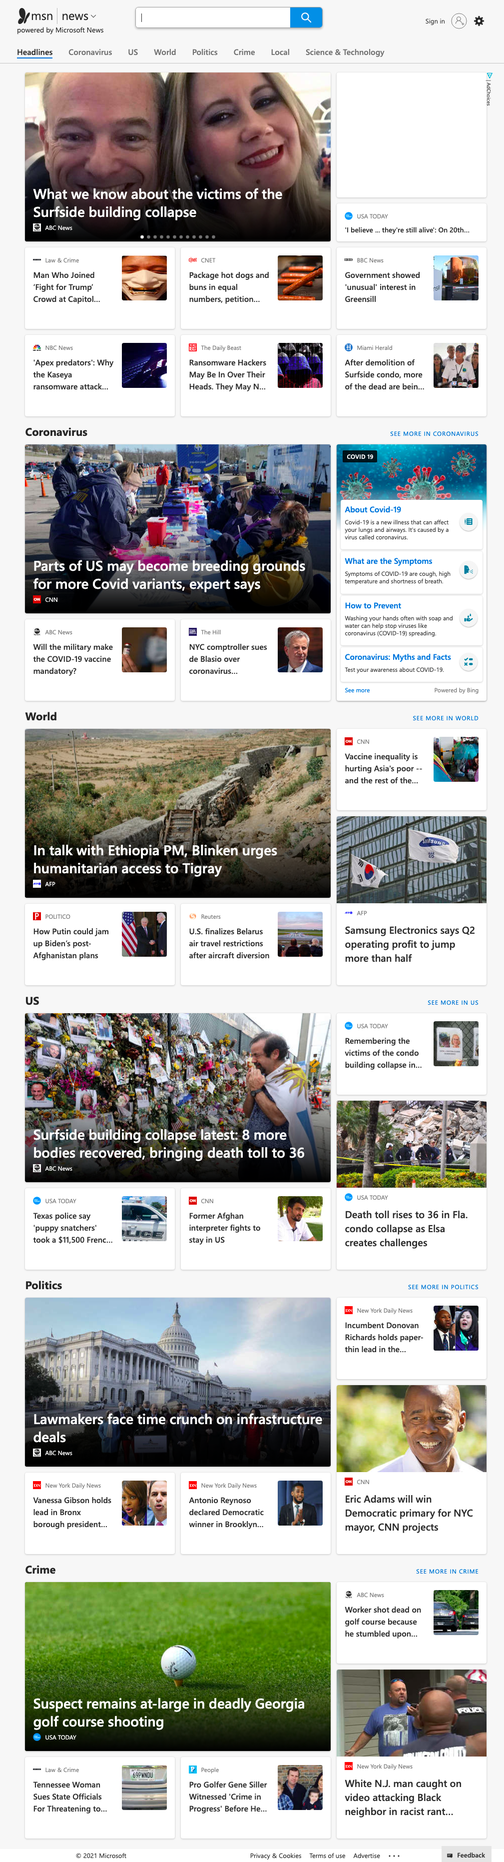 msn news
powered by Microsoft News
Sign in
Headlines Coronavirus US World Politics Crime Local Science & Technology
What we know about the victims of the
Surfside building collapse
ABC News
AdChoices
USA TODAY
'I believe ... they're still alive': On 20th...
Law & Crime
Man Who Joined
'Fight for Trump'
Crowd at Capitol...
CNET
Package hot dogs and
buns in equal
numbers, petition...
BBC News
Government showed
'unusual' interest in
Greensill
NBC News
'Apex predators': Why
the Kaseya
ransomware attack...
The Daily Beast
Ransomware Hackers
May Be In Over Their
Heads. They May N...
Miami Herald
After demolition of
Surfside condo, more
of the dead are bein...
Coronavirus
SEE MORE IN CORONAVIRUS
Parts of US may become breeding grounds
for more Covid variants, expert says
CNN
COVID 19
About Covid-19
Covid-19 is a new illness that can affect
your lungs and airways. It's caused by a
virus called coronavirus.
What are the Symptoms
Symptoms of COVID-19 are cough, high
temperature and shortness of breath.
How to Prevent
Washing your hands often with soap and
water can help stop viruses like
coronavirus (COVID-19) spreading.
Coronavirus: Myths and Facts
Test your awareness about COVID-19.
See more
Powered by Bing
ABC News
Will the military make
the COVID-19 vaccine
mandatory?
The Hill
NYC comptroller sues
de Blasio over
coronavirus...
World
SEE MORE IN WORLD
In talk with Ethiopia PM, Blinken urges
humanitarian access to Tigray
AFP
CNN
Vaccine inequality is
hurting Asia's poor --
and the rest of the...
AFP
Samsung Electronics says Q2
operating profit to jump
more than half
POLITICO
How Putin could jam
up Biden's post-
Afghanistan plans
Reuters
U.S. finalizes Belarus
air travel restrictions
after aircraft diversion
US
SEE MORE IN US
Surfside building collapse latest: 8 more
bodies recovered, bringing death toll to 36
ABC News
USA TODAY
Remembering the
victims of the condo
building collapse in...
USA TODAY
Death toll rises to 36 in Fla.
condo collapse as Elsa
creates challenges
USA TODAY
Texas police say
'puppy snatchers'
took a $11,500 Frenc...
CNN
Former Afghan
interpreter fights to
stay in US
Politics
SEE MORE IN POLITICS
Lawmakers face time crunch on infrastructure
deals
ABC News
New York Daily News
Incumbent Donovan
Richards holds paper-
thin lead in the...
CNN
Eric Adams will win
Democratic primary for NYC
mayor, CNN projects
New York Daily News
Vanessa Gibson holds
lead in Bronx
borough president...
New York Daily News
Antonio Reynoso
declared Democratic
winner in Brooklyn...
Crime
SEE MORE IN CRIME
Suspect remains at-large in deadly Georgia
golf course shooting
USA TODAY
ABC News
Worker shot dead on
golf course because
he stumbled upon...
POLICE
New York Daily News
White N.J. man caught on
video attacking Black
neighbor in racist rant...
Law & Crime
Tennessee Woman
Sues State Officials
For Threatening to...
People
Pro Golfer Gene Siller
Witnessed 'Crime in
Progress' Before He...
© 2021 Microsoft
Privacy & Cookies Terms of use Advertise ...
Feedback